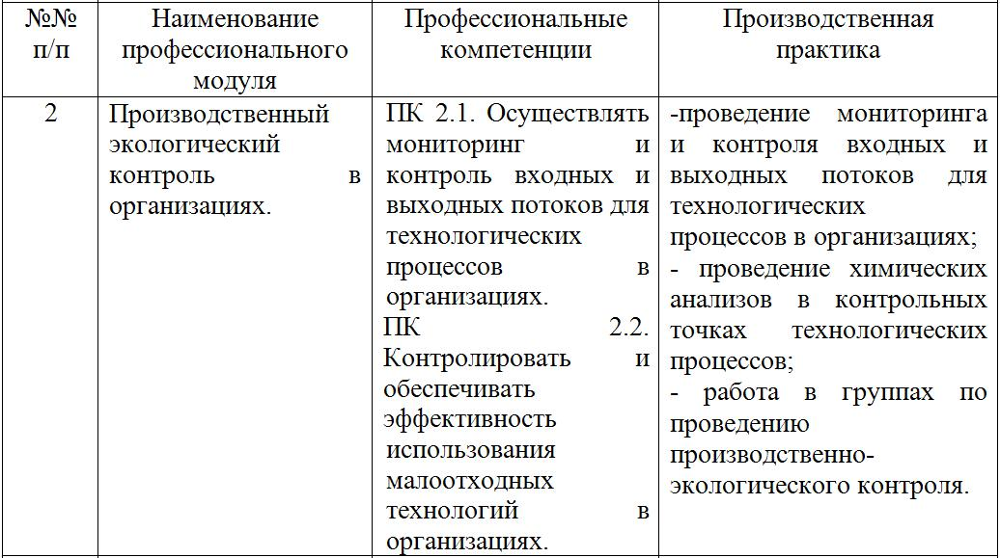 №№
п/п
Наименование
профессионального
модуля
Профессиональные
компетенции
Производственная
практика
2
Производственный
экологический
контроль в
организациях.
ПК 2.1. Осуществлять
мониторинг и
контроль входных и
выходных потоков для
технологических
процессов в
организациях.
ПК 2.2.
Контролировать и
обеспечивать
эффективность
использования
малоотходных
технологий в
организациях.
-проведение мониторинга
и контроля входных и
выходных потоков для
технологических
процессов в организациях;
- проведение химических
анализов в контрольных
точках технологических
процессов;
- работа в группах по
проведению
производственно-
экологического контроля.